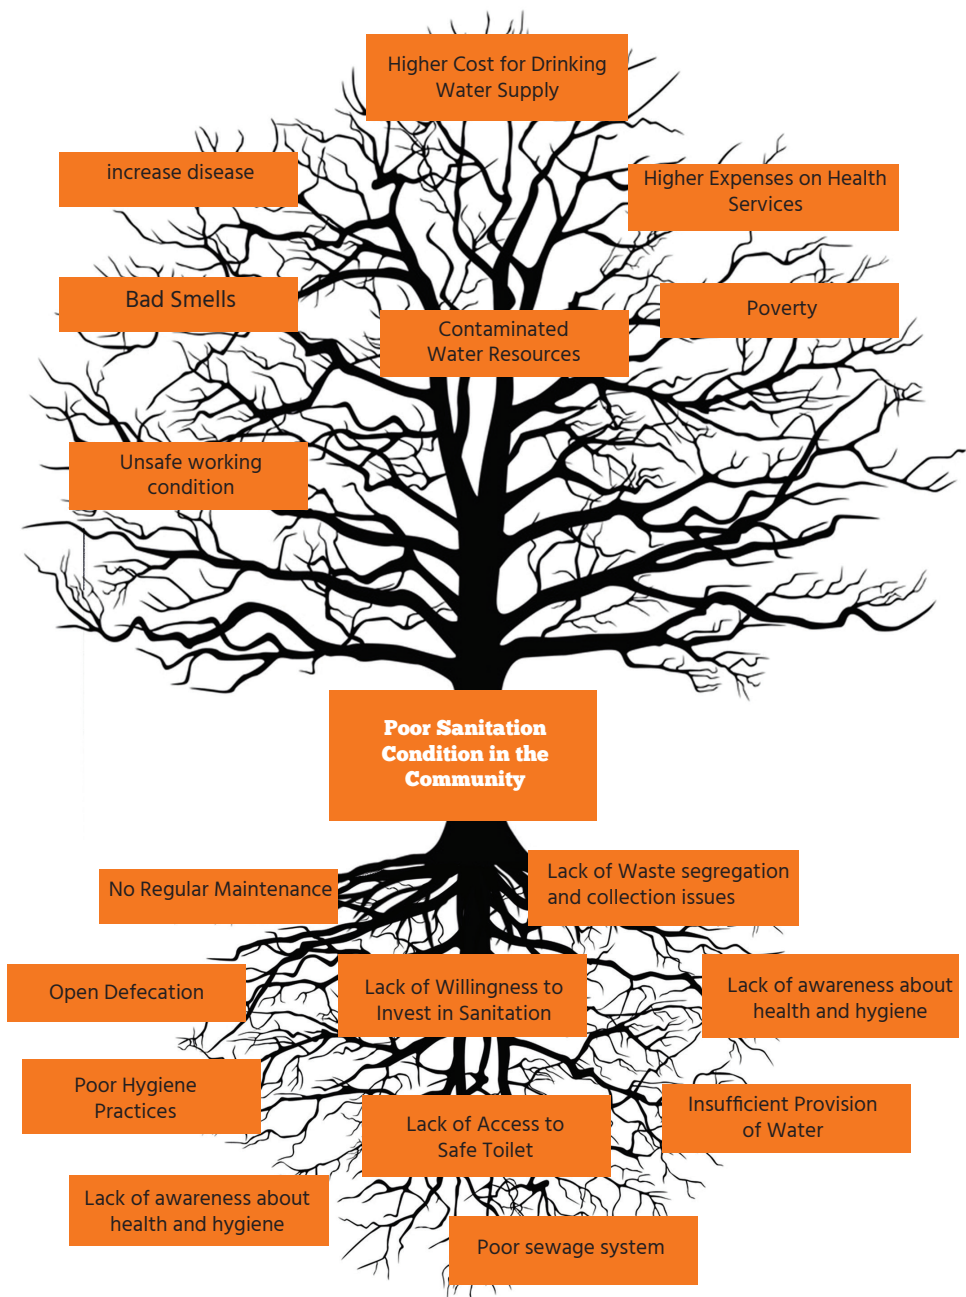 Higher Cost for Drinking
Water Supply
increase disease
Higher Expenses on Health
Services
Bad Smells
Poverty
Contaminated
Water Resources
Unsafe working
condition
Poor Sanitation
Condition in the
Community
No Regular Maintenance
Lack of Waste segregation
and collection issues
Open Defecation
Lack of Willingness to
Invest in Sanitation
Lack of awareness about
health and hygiene
Poor Hygiene
Practices
Insufficient Provision
of Water
Lack of Access to
Safe Toilet
Lack of awareness about
health and hygiene
Poor sewage system